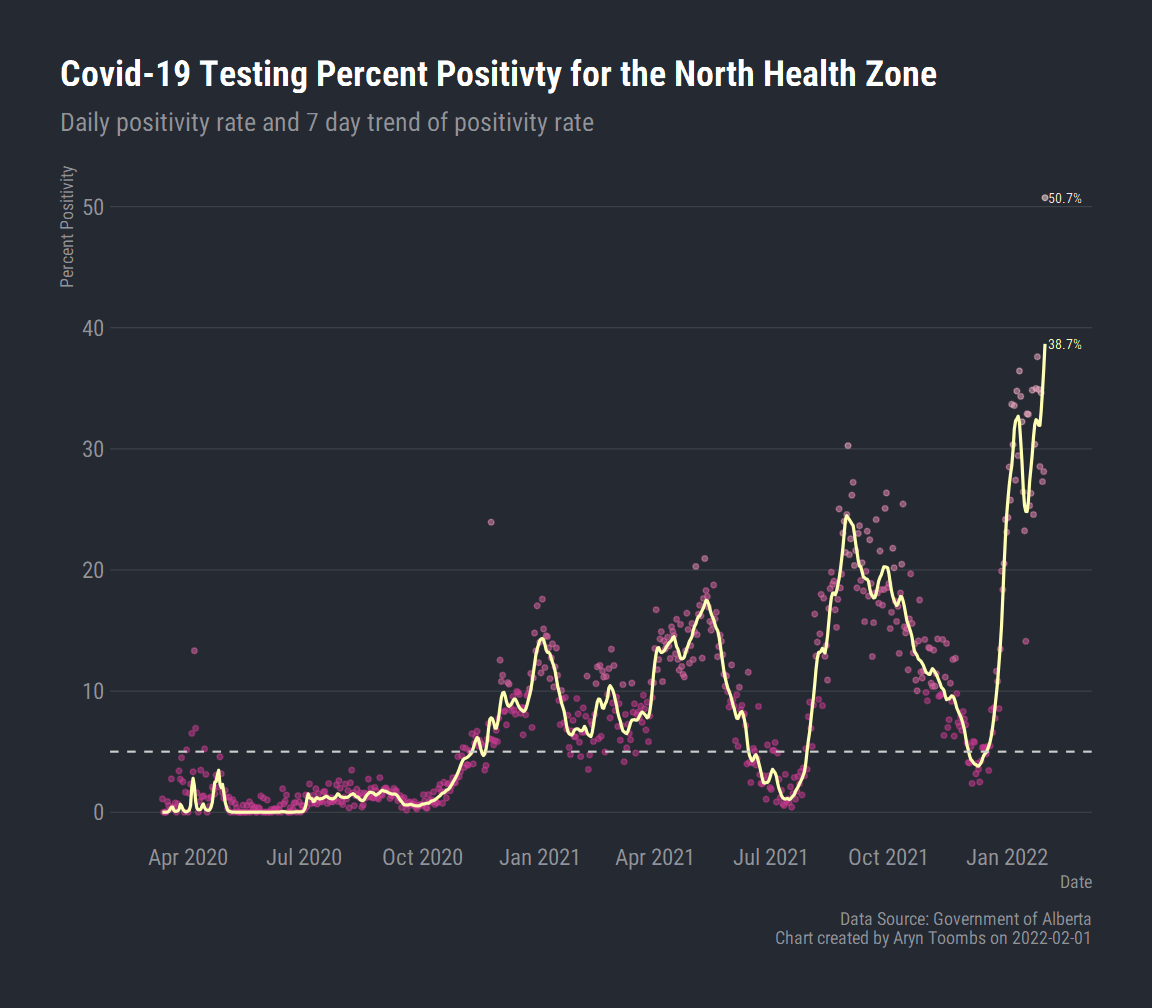 Covid-19 Testing Percent Positivty for the North Health Zone
Daily positivity rate and 7 day trend of positivity rate
Percent Positivity
50
40
30
20
10
0
50.7%
38.7%
Apr 2020
Jul 2020
Oct 2020
Jan 2021
Apr 2021
Jul 2021
Oct 2021
Jan 2022
Date
Data Source: Government of Alberta
Chart created by Aryn Toombs on 2022-02-01